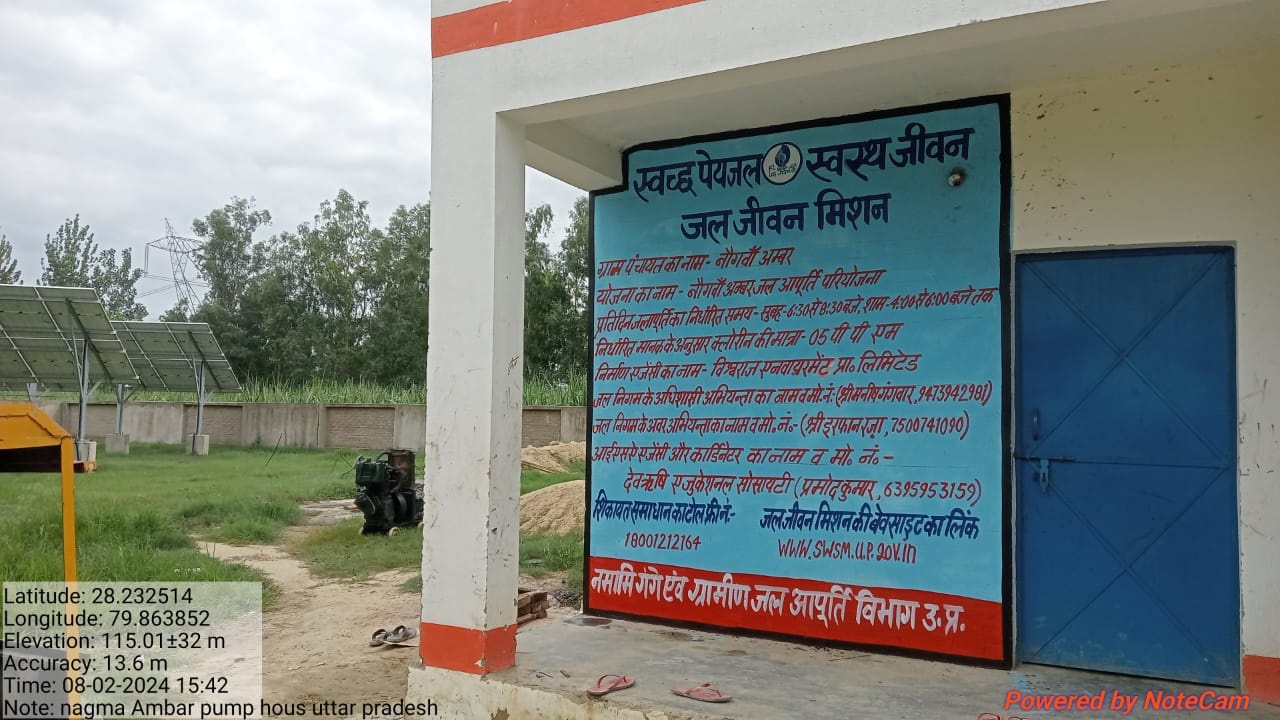 स्वच्छ पेयजल स्वस्थ जीवन
जल जीवन मिशन
ग्राम पंचायत का नाम- नौगवाँ अम्बर
योजना का नाम - नौगवाँ अम्बर जल आपूर्ति परियोजना
प्रतिदिन जलापूर्ति का निर्धारित समय- सुबह-6:30 से 8:30 बजे, शाम-4:00 से 6:00 बजे तक
निर्धारित मानक के अनुसार क्लोरीन की मात्रा- 05 पी पी एम
निर्माण एजेंसी का नाम- विश्वराज एनवायरमेंट प्रा. लिमिटेड
जल निगम के अधिशासी अभियन्ता का नाम व मो. नं.: (श्री मनीष गंगवार, 9473942981)
जल निगम के अवर अभियन्ता का नाम व मो. नं.- (श्री इरफान रज़ा, 7500741090)
आईएसए एजेंसी और कार्डिनेटर का नाम व मो. नं.-
देव ऋषि एजुकेशनल सोसायटी (प्रमोद कुमार, 6395953159)
शिकायत समाधान का टोल फ्री नं:- जल जीवन मिशन की बेवसाइट का लिंक
18001212164 WWW.SWSM.U.P.gov.in
नमामि गंगे एंव ग्रामीण जल आपूर्ति विभाग उ.प्र.
Latitude: 28.232514
Longitude: 79.863852
Elevation: 115.01±32 m
Accuracy: 13.6 m
Time: 08-02-2024 15:42
Note: nagma Ambar pump hous uttar pradesh
Powered by NoteCam